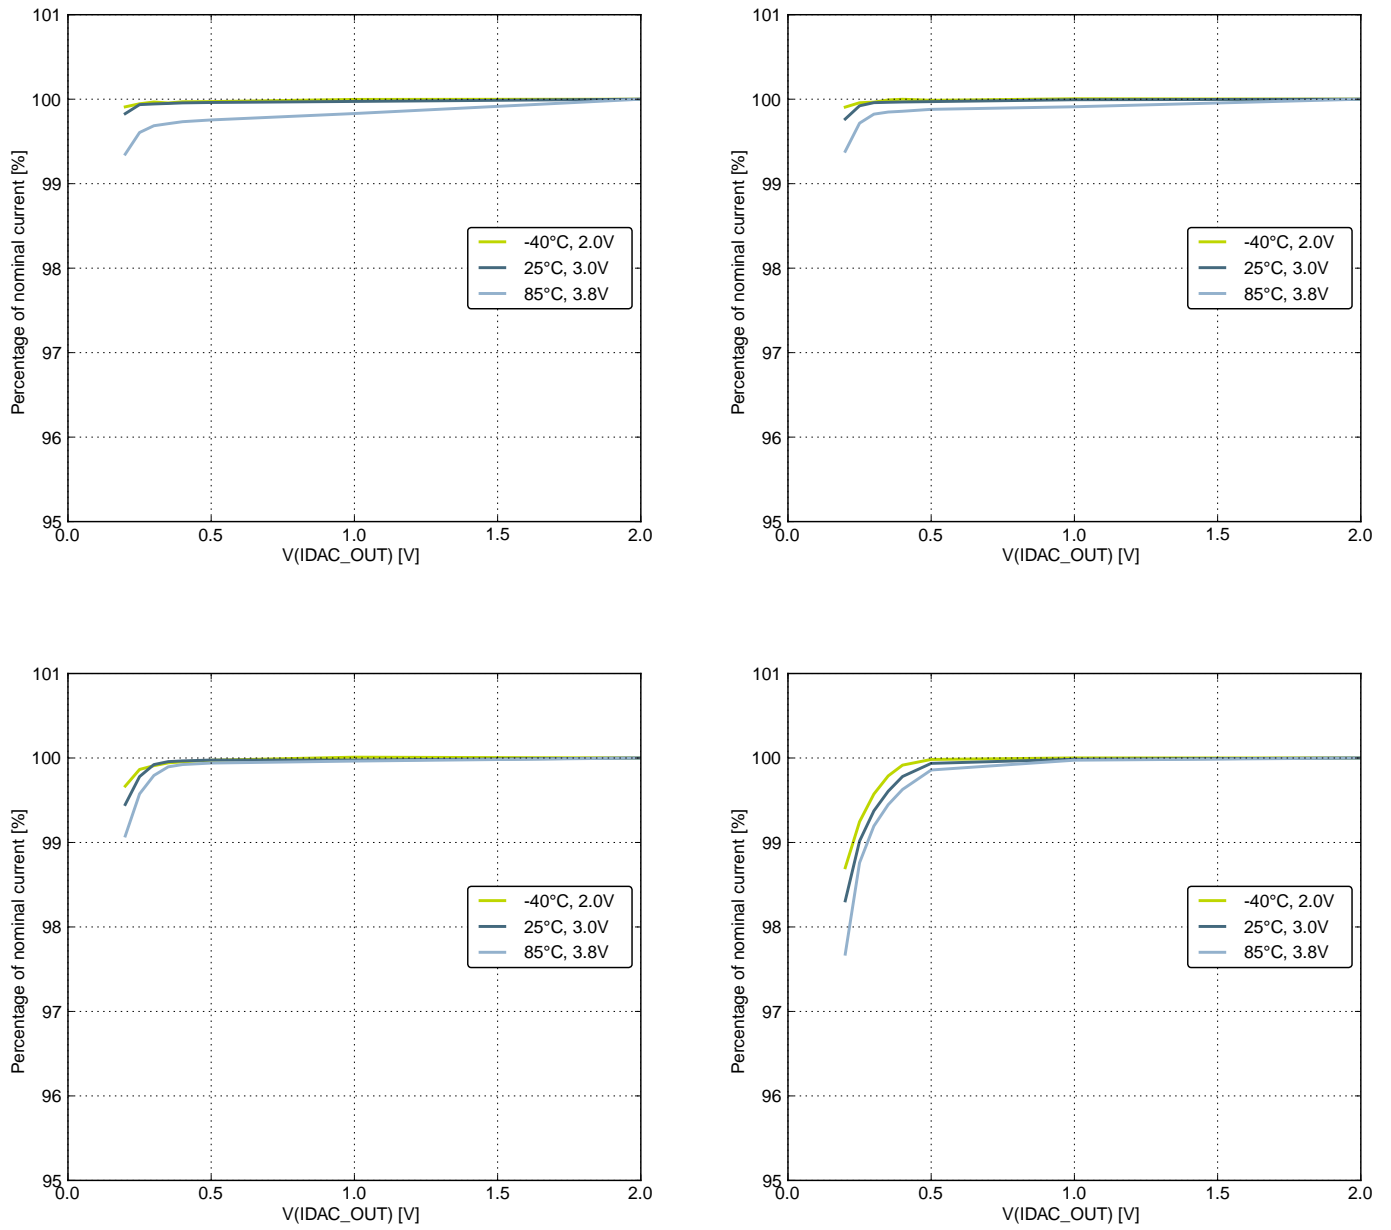 101
100
99
98
97
96
95
Percentage of nominal current [%]
-40°C, 2.0V
25°C, 3.0V
85°C, 3.8V
0.0
0.5
1.0
1.5
2.0
V(IDAC_OUT) [V]
101
100
99
98
97
96
95
Percentage of nominal current [%]
-40°C, 2.0V
25°C, 3.0V
85°C, 3.8V
0.0
0.5
1.0
1.5
2.0
V(IDAC_OUT) [V]
101
100
99
98
97
96
95
Percentage of nominal current [%]
-40°C, 2.0V
25°C, 3.0V
85°C, 3.8V
0.0
0.5
1.0
1.5
2.0
V(IDAC_OUT) [V]
101
100
99
98
97
96
95
Percentage of nominal current [%]
-40°C, 2.0V
25°C, 3.0V
85°C, 3.8V
0.0
0.5
1.0
1.5
2.0
V(IDAC_OUT) [V]